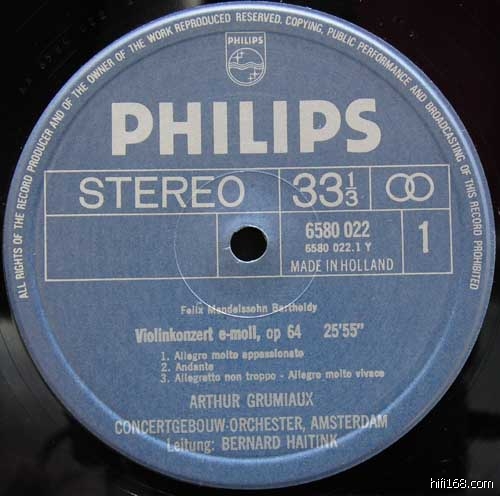 ALL RIGHTS OF THE RECORD PRODUCER AND OF THE OWNER OF THE WORK REPRODUCED RESERVED. COPYING, PUBLIC PERFORMANCE AND BROADCASTING OF THIS RECORD PROHIBITED
PHILIPS
PHILIPS
STEREO 33⅓
6580 022
6580 022.1 Y 1
MADE IN HOLLAND
Felix Mendelssohn Bartholdy
Violinkonzert e-moll, op 64 25'55"
1. Allegro molto appassionato
2. Andante
3. Allegretto non troppo - Allegro molto vivace
ARTHUR GRUMIAUX
CONCERTGEBOUW-ORCHESTER, AMSTERDAM
Leitung: BERNARD HAITINK
hifi168.com